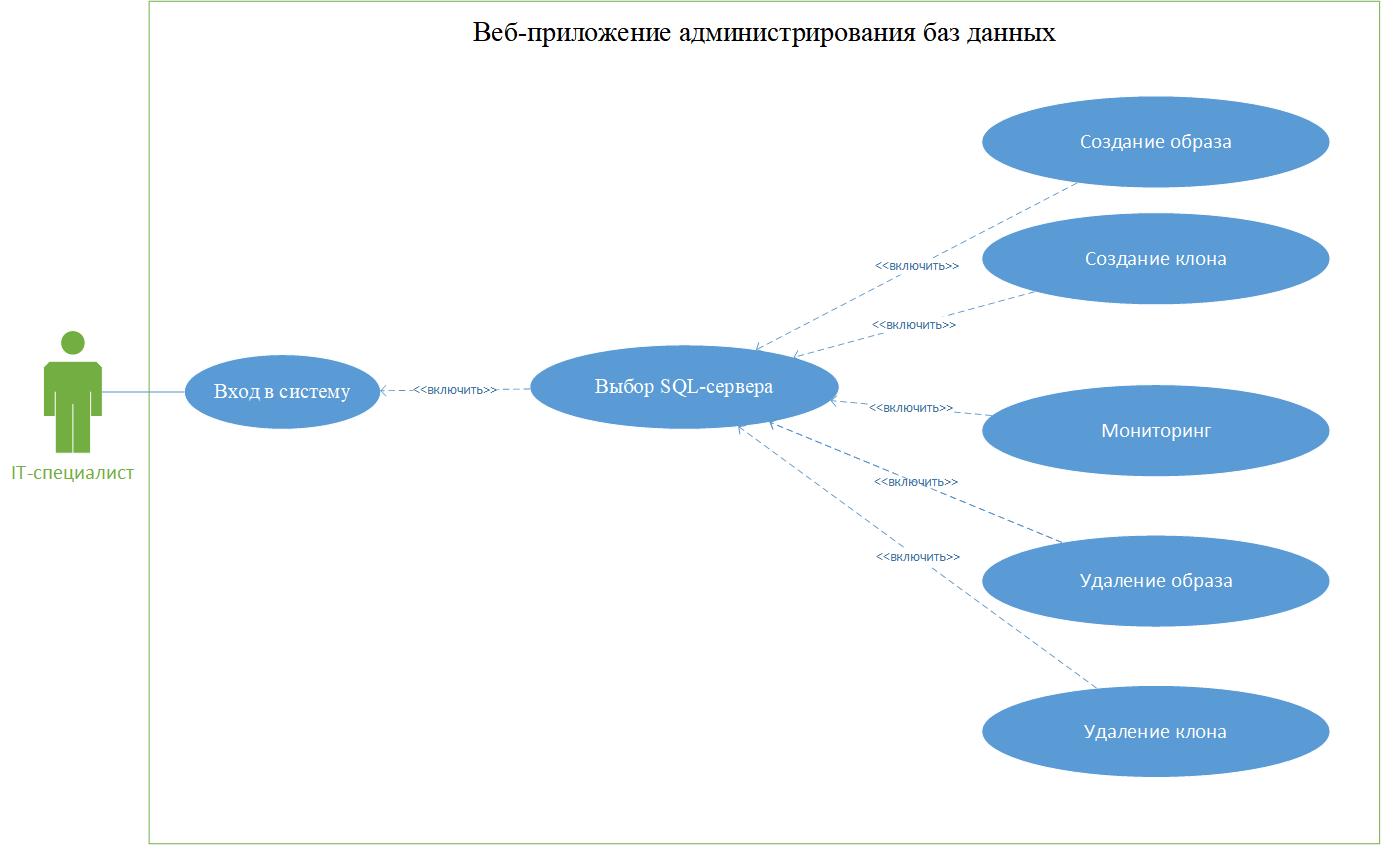 Веб-приложение администрирования баз данных
Создание образа
<<включить>>
Создание клона
<<включить>>
Вход в систему
<<включить>>
Выбор SQL-сервера
<<включить>>
Мониторинг
IT-специалист
<<включить>>
<<включить>>
Удаление образа
Удаление клона